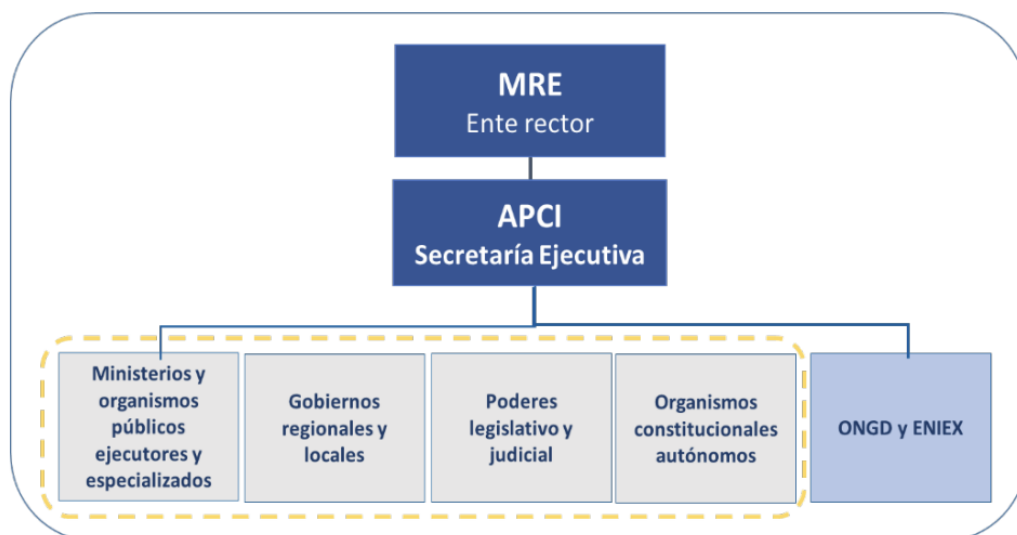 MRE
Ente rector
APCI
Secretaría Ejecutiva
Ministerios y
organismos
públicos
ejecutores y
especializados
Gobiernos
regionales y
locales
Poderes
legislativo y
judicial
Organismos
constitucionales
autónomos
ONGD y ENIEX